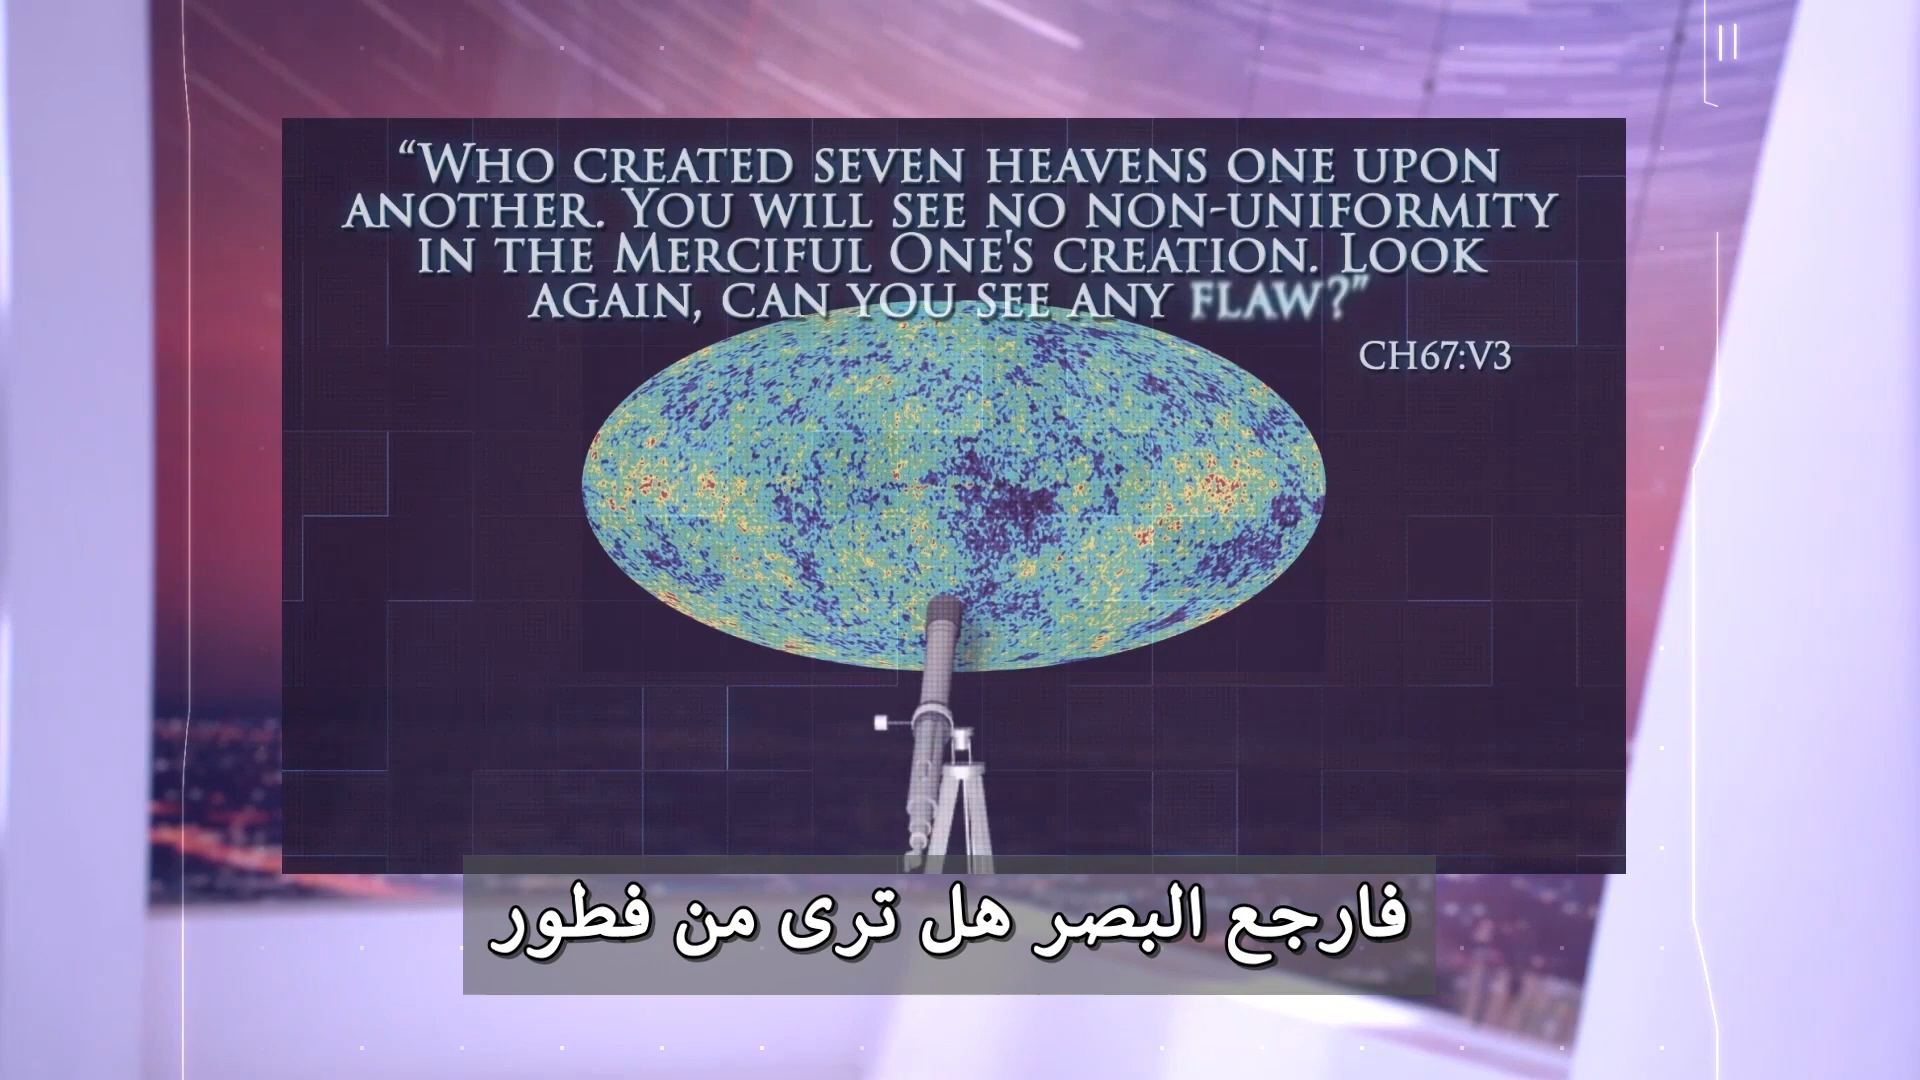 “Who created seven heavens one upon
another. You will see no non-uniformity
in the Merciful One's creation. Look
again, can you see any flaw?”
CH67:V3
فارجع البصر هل ترى من فطور